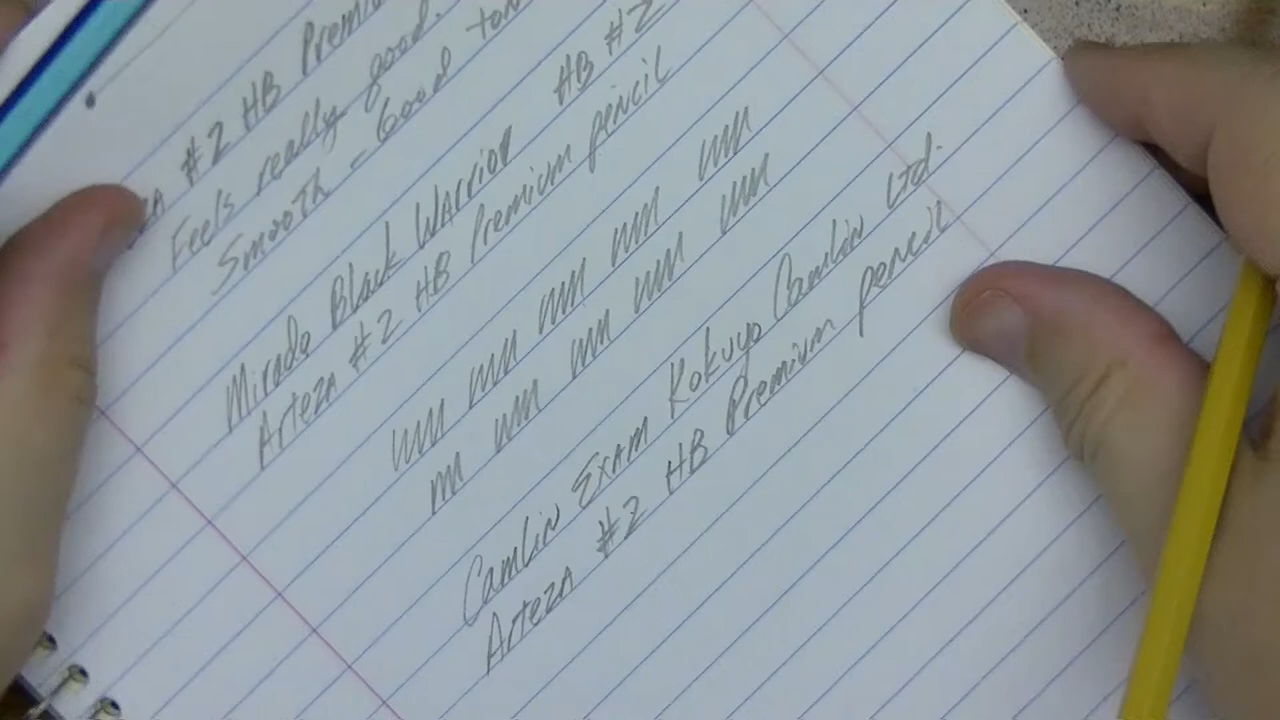 #2 HB Premi
Feels really good.
Smooth - Good ton
Mirado Black Warrior HB #2
Arteza #2 HB Premium pencil
Camlin Exam Kokuyo Camlin Ltd.
Arteza #2 HB Premium pencil